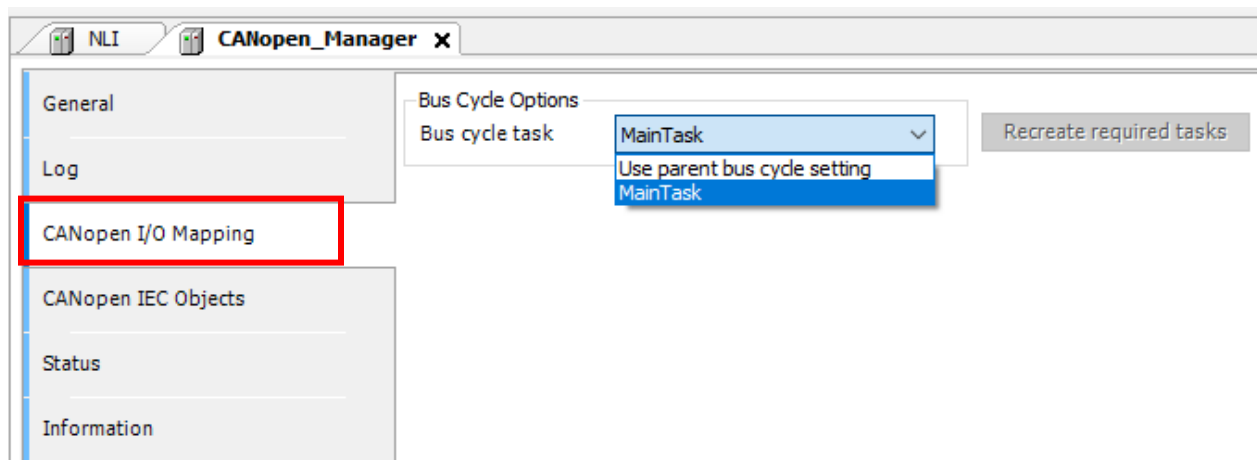 NLI
CANopen_Manager x
General
Log
CANopen I/O Mapping
CANopen IEC Objects
Status
Information
Bus Cycle Options
Bus cycle task MainTask Recreate required tasks
Use parent bus cycle setting
MainTask